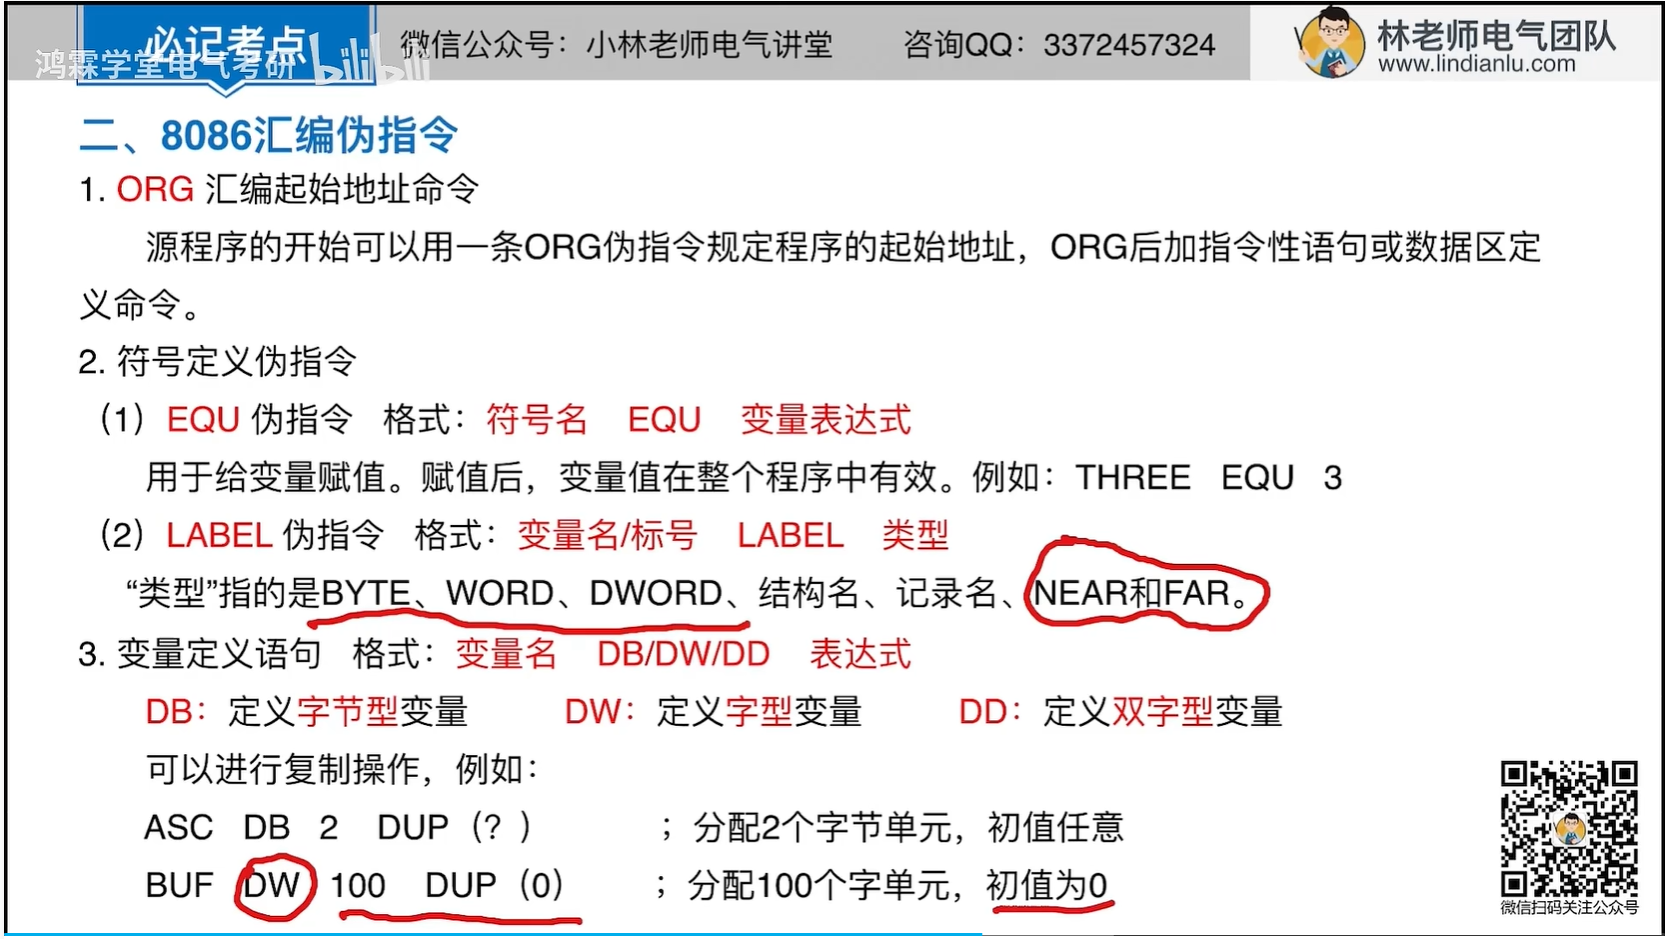 必记考点
鸿霖学堂电气考研 bilibili
微信公众号：小林老师电气讲堂 咨询QQ：3372457324
林老师电气团队
www.lindianlu.com
二、8086汇编伪指令
1. ORG 汇编起始地址命令
源程序的开始可以用一条ORG伪指令规定程序的起始地址，ORG后加指令性语句或数据区定
义命令。
2. 符号定义伪指令
（1）EQU 伪指令 格式：符号名 EQU 变量表达式
用于给变量赋值。赋值后，变量值在整个程序中有效。例如：THREE EQU 3
（2）LABEL 伪指令 格式：变量名/标号 LABEL 类型
“类型”指的是BYTE、WORD、DWORD、结构名、记录名、NEAR和FAR。
3. 变量定义语句 格式：变量名 DB/DW/DD 表达式
DB：定义字节型变量 DW：定义字型变量 DD：定义双字型变量
可以进行复制操作，例如：
ASC DB 2 DUP（？） ；分配2个字节单元，初值任意
BUF DW 100 DUP（0） ；分配100个字单元，初值为0
微信扫码关注公众号